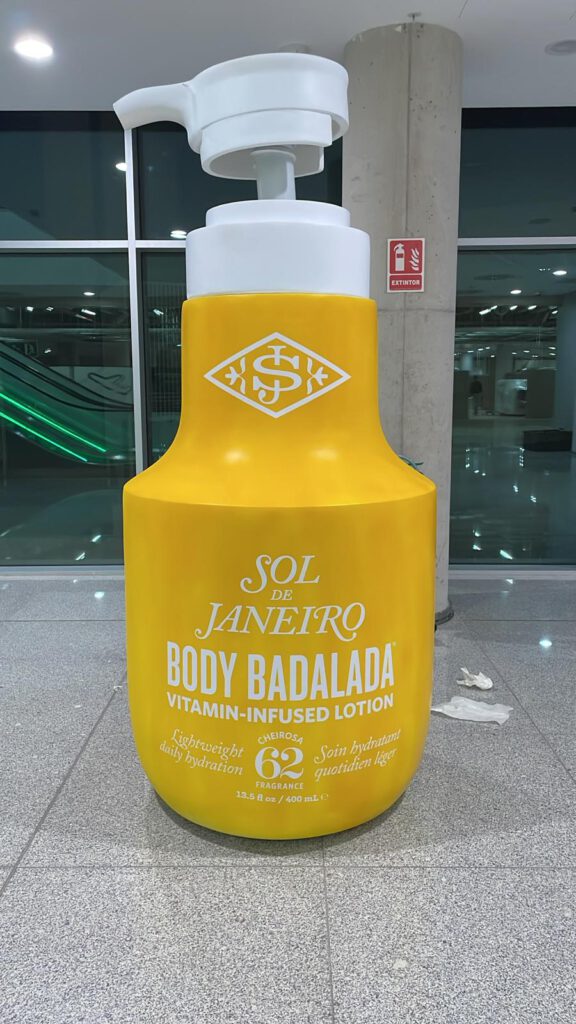 EXTINTOR
SJ
SOL
DE
JANEIRO
BODY BADALADA
VITAMIN-INFUSED LOTION
Lightweight
daily hydration
CHEIROSA
62
FRAGRANCE
Soin hydratant
quotidien léger
13.5 fl oz / 400 mL ℮